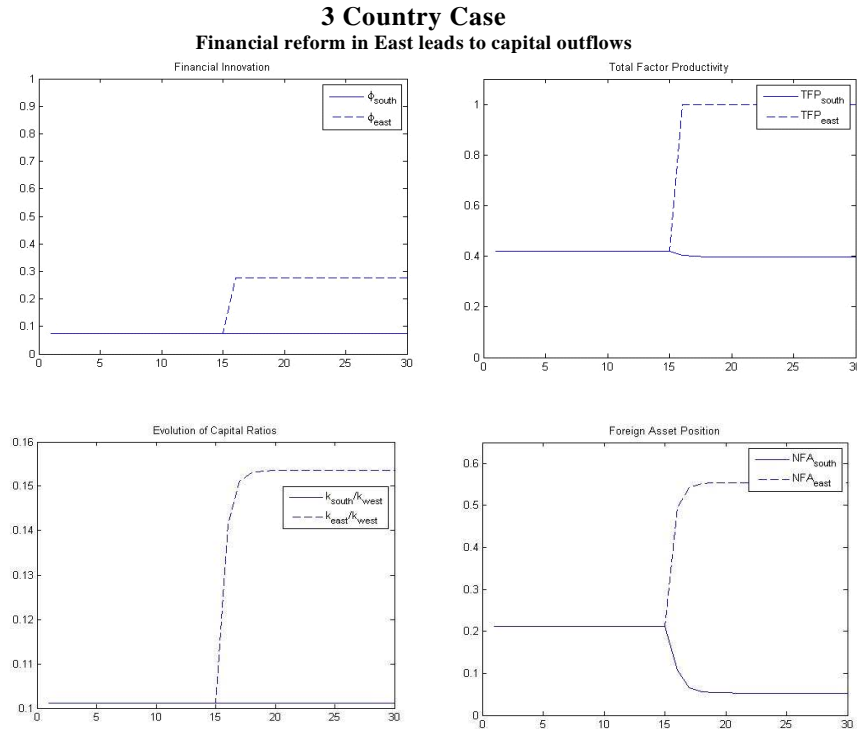 3 Country Case
Financial reform in East leads to capital outflows
Financial Innovation
1
0.9
0.8
0.7
0.6
0.5
0.4
0.3
0.2
0.1
0
0 5 10 15 20 25 30
ϕsouth
ϕeast
Total Factor Productivity
1
0.8
0.6
0.4
0.2
0
0 5 10 15 20 25 30
TFPsouth
TFPeast
Evolution of Capital Ratios
0.16
0.15
0.14
0.13
0.12
0.11
0.1
0 5 10 15 20 25 30
ksouth/kwest
keast/kwest
Foreign Asset Position
0.6
0.5
0.4
0.3
0.2
0.1
0
0 5 10 15 20 25 30
NFAsouth
NFAeast